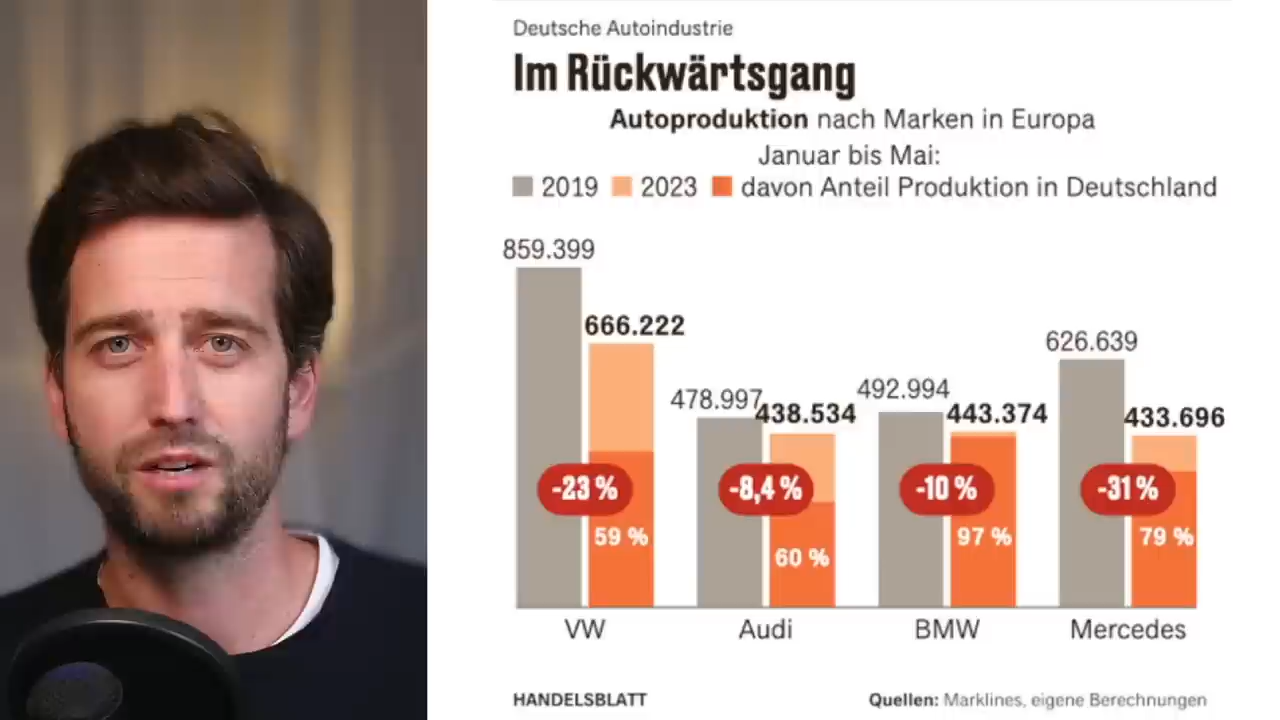 Deutsche Autoindustrie
Im Rückwärtsgang
Autoproduktion nach Marken in Europa
Januar bis Mai:
2019 2023 davon Anteil Produktion in Deutschland
859.399
666.222
478.997
438.534
492.994
443.374
626.639
433.696
-23 %
-8,4 %
-10 %
-31 %
59 %
60 %
97 %
79 %
VW Audi BMW Mercedes
HANDELSBLATT Quellen: Marklines, eigene Berechnungen